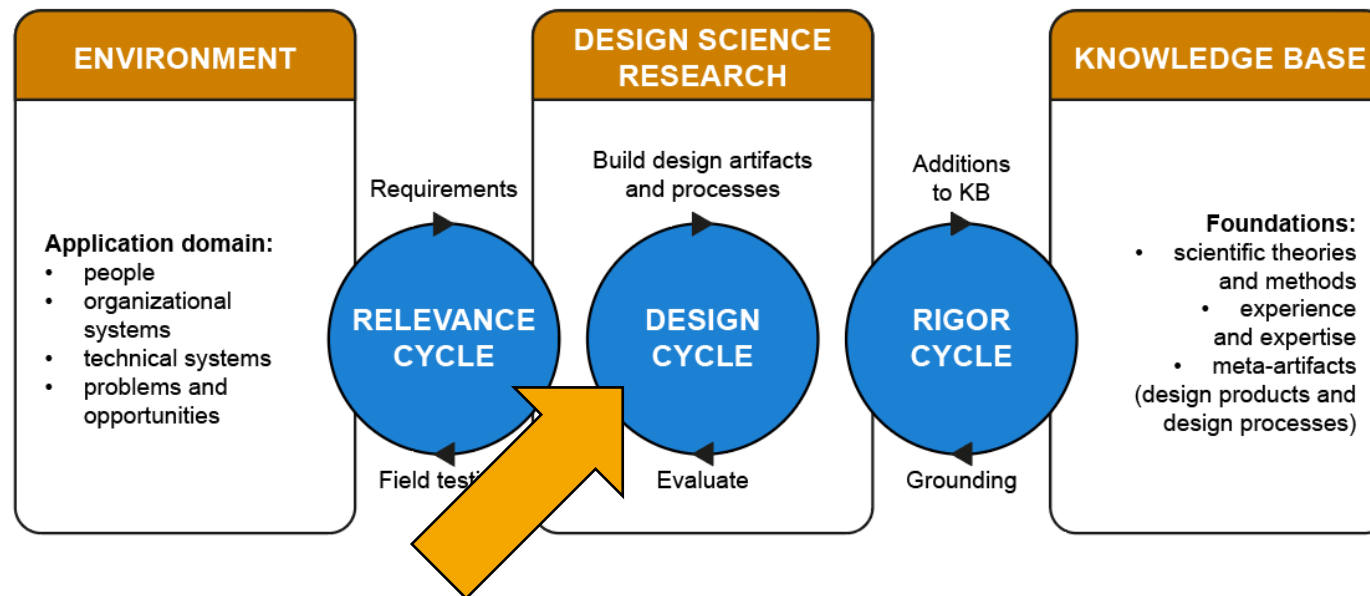 ENVIRONMENT
Application domain:
• people
• organizational
systems
• technical systems
• problems and
opportunities
Requirements
RELEVANCE
CYCLE
Field testi
DESIGN SCIENCE
RESEARCH
Build design artifacts
and processes
DESIGN
CYCLE
Evaluate
Additions
to KB
RIGOR
CYCLE
Grounding
KNOWLEDGE BASE
Foundations:
• scientific theories
and methods
• experience
and expertise
• meta-artifacts
(design products and
design processes)